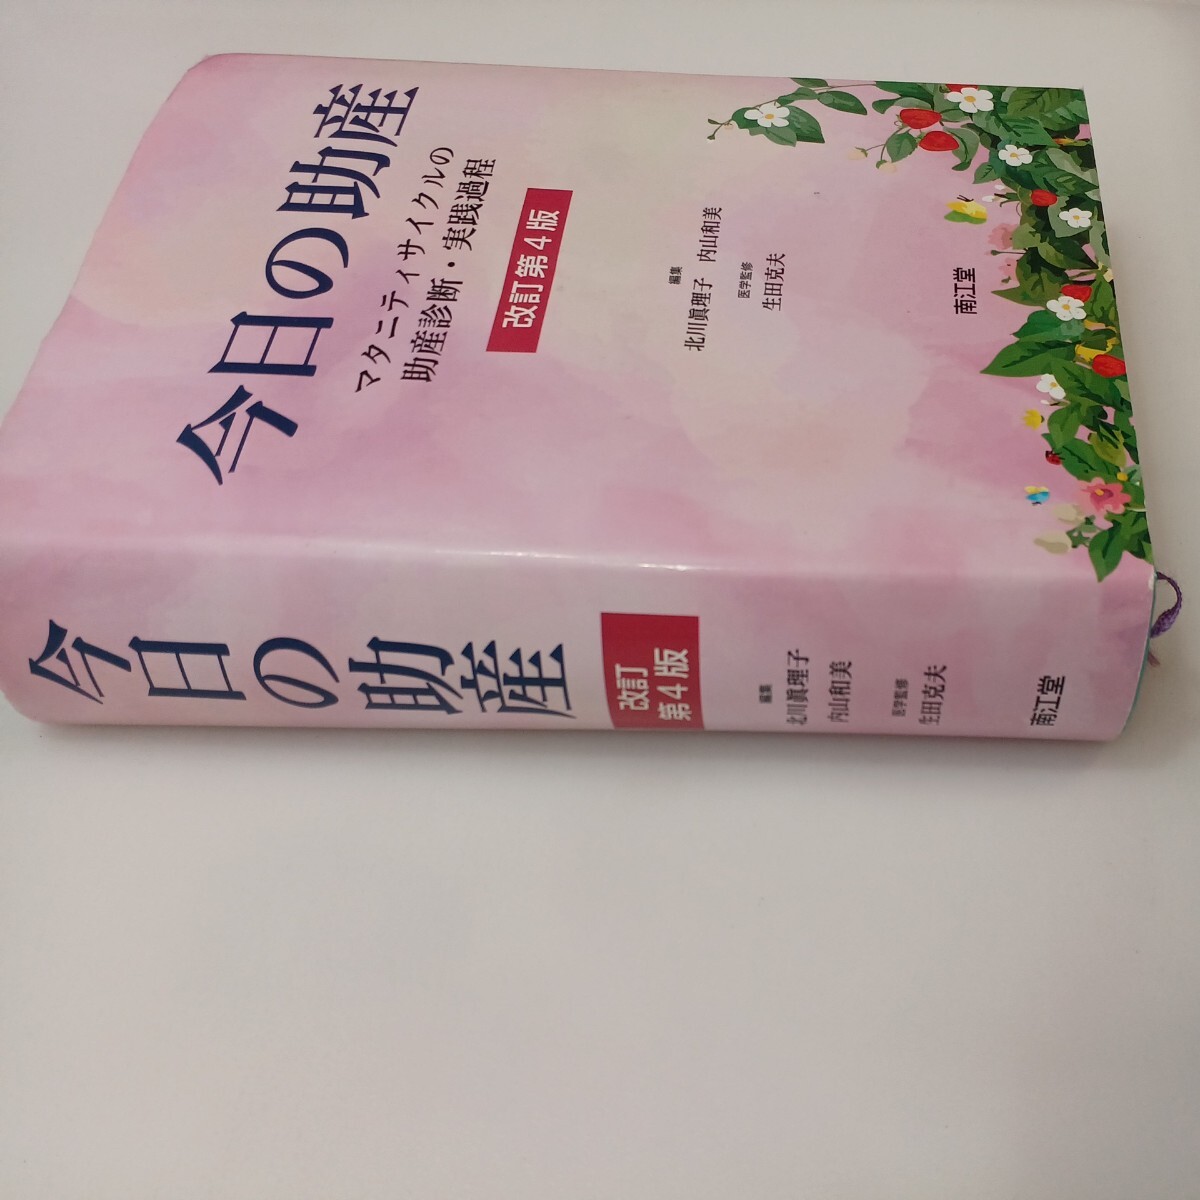 今日の助産
マタニティサイクルの
助産診断・実践過程
改訂第4版
編集
北川眞理子 内山和美
医学監修
生田克夫
南江堂
今日の助産
改訂
第4版
編集
北川眞理子
内山和美
医学監修
生田克夫
南江堂